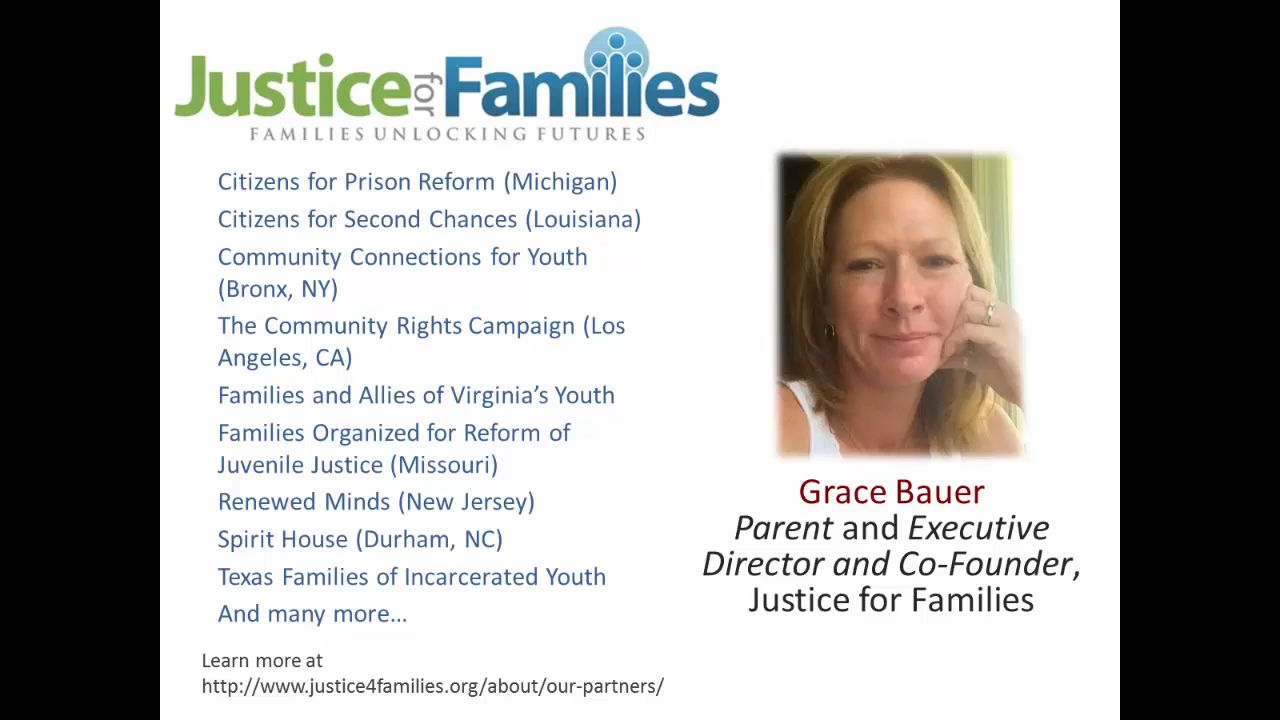 Justice for Families
FAMILIES UNLOCKING FUTURES
Citizens for Prison Reform (Michigan)
Citizens for Second Chances (Louisiana)
Community Connections for Youth
(Bronx, NY)
The Community Rights Campaign (Los
Angeles, CA)
Families and Allies of Virginia’s Youth
Families Organized for Reform of
Juvenile Justice (Missouri)
Renewed Minds (New Jersey)
Spirit House (Durham, NC)
Texas Families of Incarcerated Youth
And many more…
Learn more at
http://www.justice4families.org/about/our-partners/
Grace Bauer
Parent and Executive
Director and Co-Founder,
Justice for Families